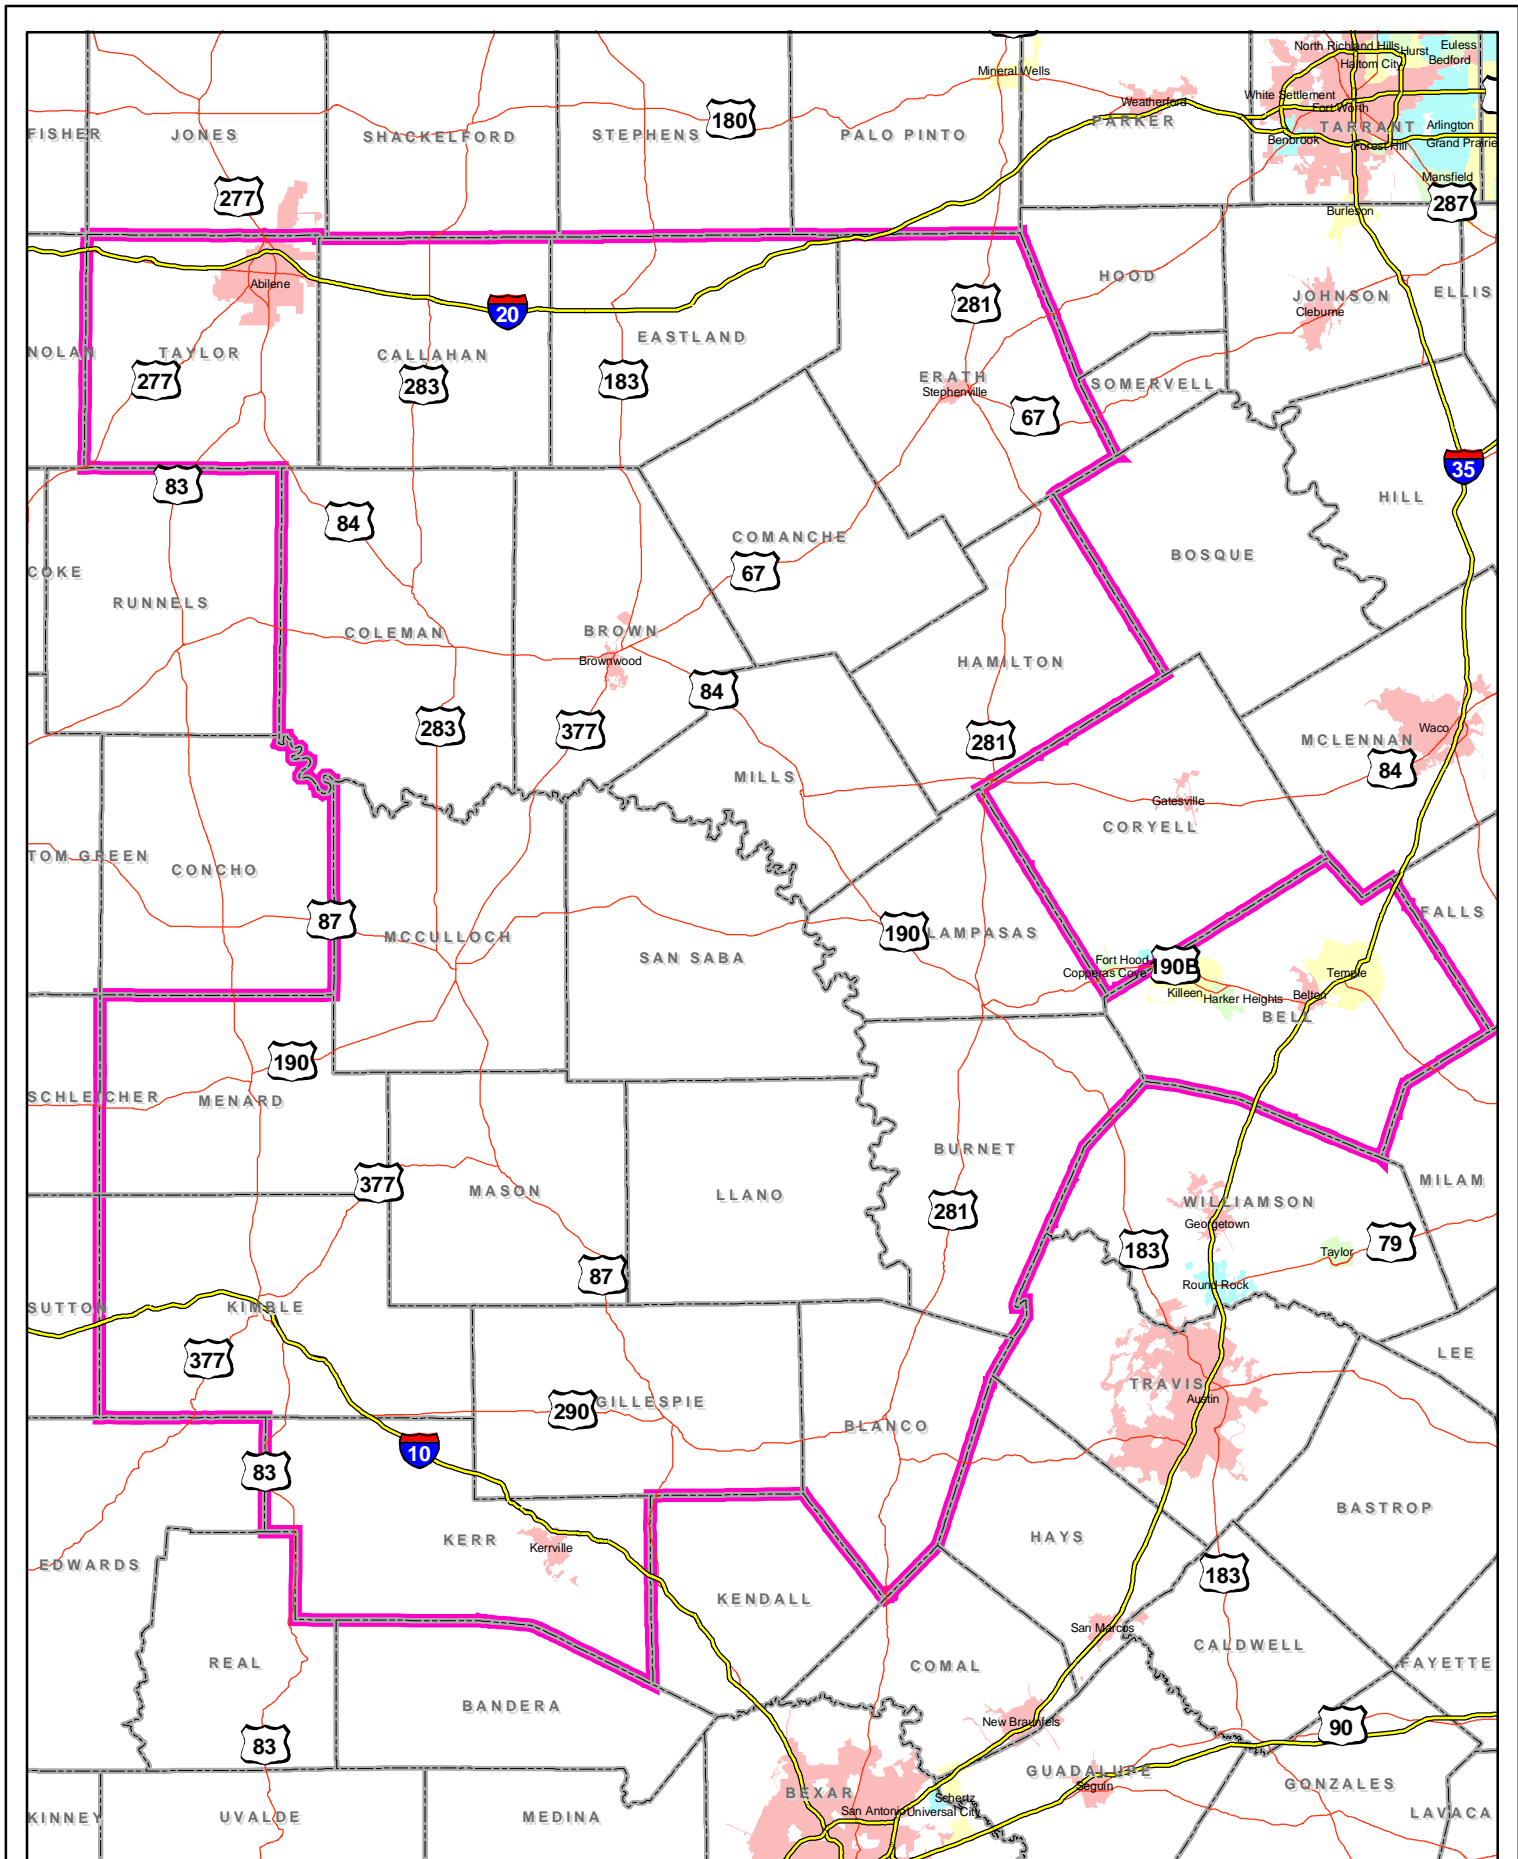 North Richland Hills
Hurst
Euless
Haltom City
Bedford
Mineral Wells
White Settlement
Weatherford
Fort Worth
180
PARKER
TARRANT
Arlington
FISHER
JONES
SHACKELFORD
STEPHENS
PALO PINTO
Benbrook
Forest Hill
Grand Prairie
Mansfield
277
287
Burleson
Abilene
HOOD
281
JOHNSON
ELLIS
20
Cleburne
EASTLAND
NOLAN
TAYLOR
CALLAHAN
277
283
183
ERATH
Stephenville
SOMERVELL
67
35
83
HILL
84
COMANCHE
BOSQUE
COKE
67
RUNNELS
COLEMAN
BROWN
Brownwood
HAMILTON
84
283
377
281
Waco
MCLENNAN
84
MILLS
Gatesville
CORYELL
TOM GREEN
CONCHO
87
FALLS
MCCULLOCH
190
LAMPASAS
SAN SABA
Fort Hood
190B
Copperas Cove
Temple
Killeen
Harker Heights
Belton
BELL
190
SCHLEICHER
MENARD
BURNET
377
MASON
LLANO
MILAM
281
WILLIAMSON
Georgetown
183
79
Taylor
87
Round Rock
SUTTON
KIMBLE
377
LEE
TRAVIS
Austin
290
GILLESPIE
BLANCO
10
83
BASTROP
KERR
HAYS
Kerrville
EDWARDS
183
KENDALL
San Marcos
CALDWELL
REAL
COMAL
FAYETTE
BANDERA
New Braunfels
90
83
GUADALUPE
Seguin
GONZALES
BEXAR
Schertz
San Antonio
Universal City
KINNEY
UVALDE
MEDINA
LAVACA